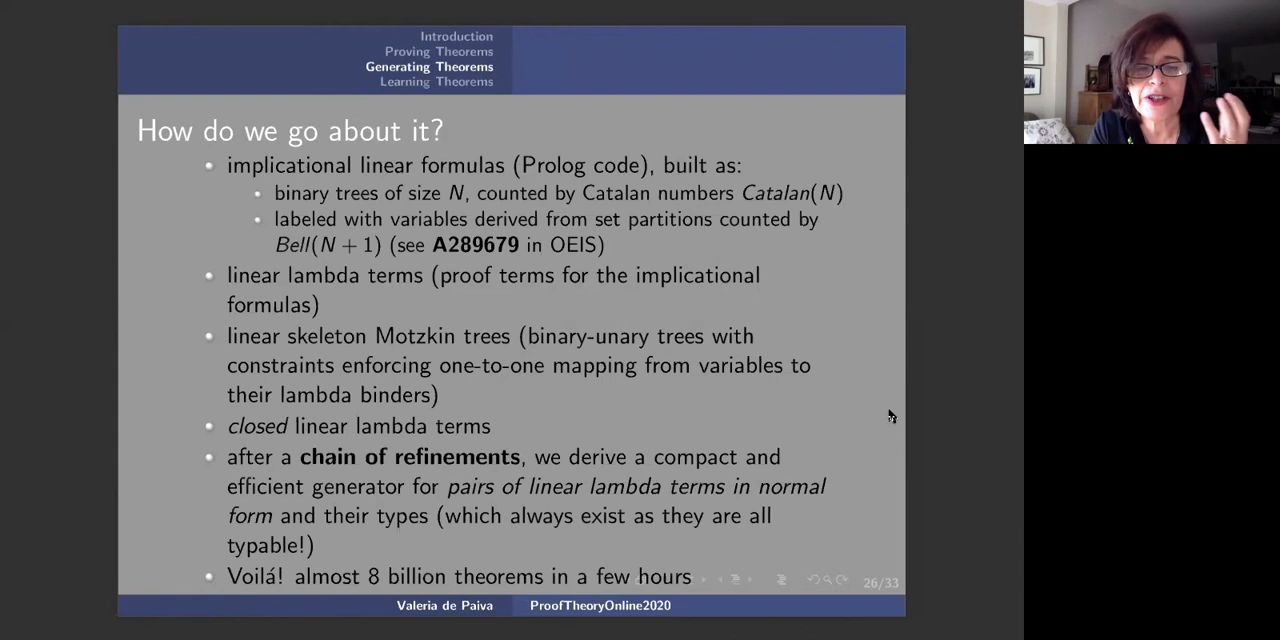 Introduction
Proving Theorems
Generating Theorems
Learning Theorems
How do we go about it?
implicational linear formulas (Prolog code), built as:
binary trees of size N, counted by Catalan numbers Catalan(N)
labeled with variables derived from set partitions counted by
Bell(N + 1) (see A289679 in OEIS)
linear lambda terms (proof terms for the implicational
formulas)
linear skeleton Motzkin trees (binary-unary trees with
constraints enforcing one-to-one mapping from variables to
their lambda binders)
closed linear lambda terms
after a chain of refinements, we derive a compact and
efficient generator for pairs of linear lambda terms in normal
form and their types (which always exist as they are all
typable!)
Voilá! almost 8 billion theorems in a few hours
26/33
Valeria de Paiva ProofTheoryOnline2020